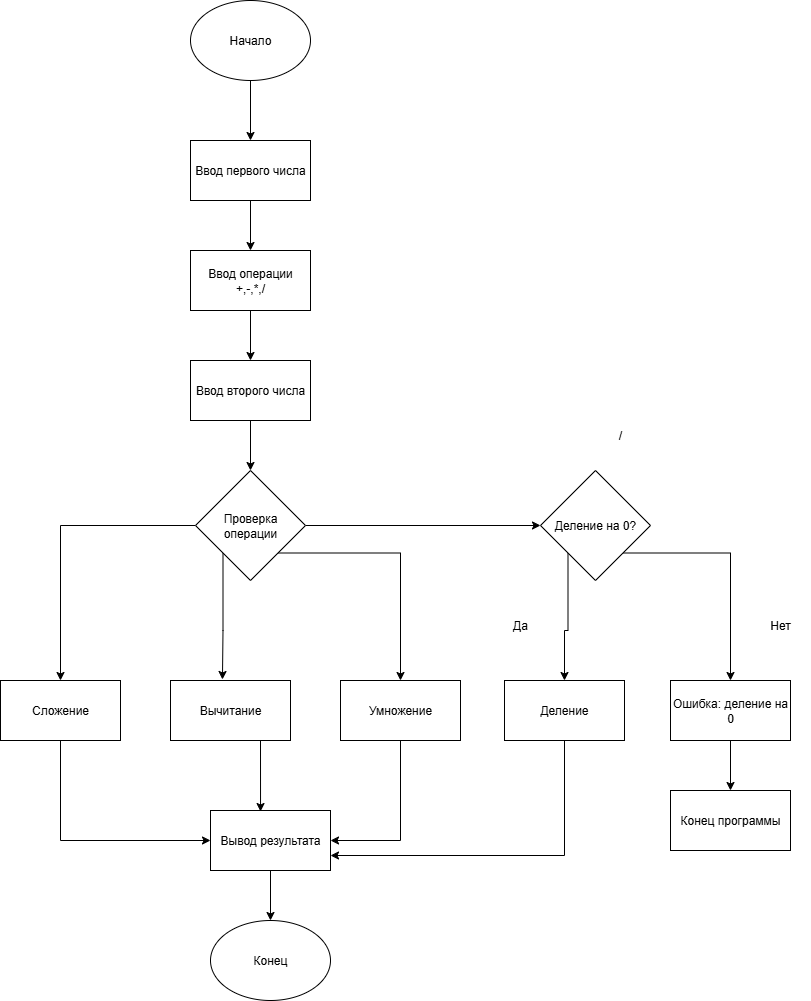 Начало
Ввод первого числа
Ввод операции
+,-,*,/
Ввод второго числа
/
Проверка
операции
Деление на 0?
Да
Нет
Сложение
Вычитание
Умножение
Деление
Ошибка: деление на
0
Конец программы
Вывод результата
Конец